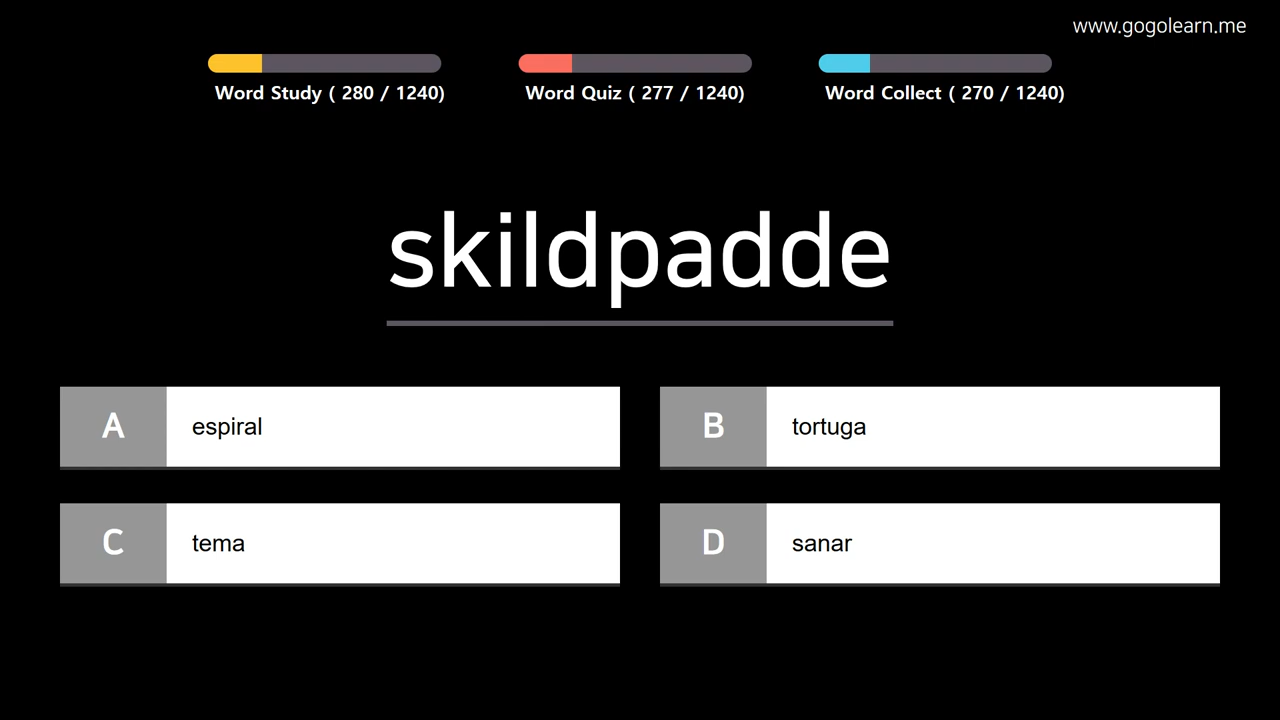 www.gogolearn.me
Word Study ( 280 / 1240)
Word Quiz ( 277 / 1240)
Word Collect ( 270 / 1240)
skildpadde
A espiral
B tortuga
C tema
D sanar